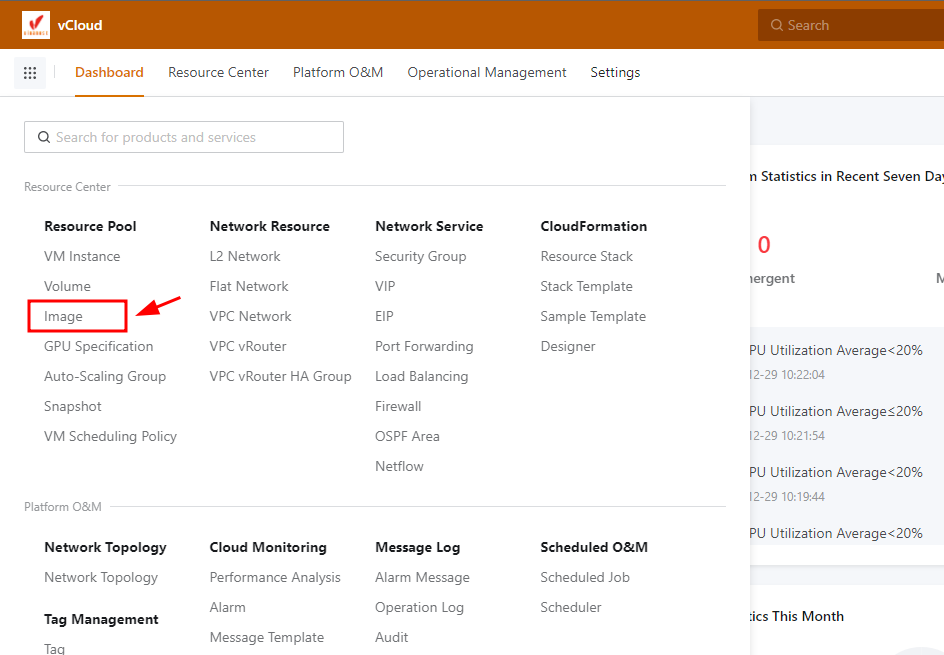 vCloud
Search
Dashboard Resource Center Platform O&M Operational Management Settings
Search for products and services
Resource Center
Resource Pool
VM Instance
Volume
Image
GPU Specification
Auto-Scaling Group
Snapshot
VM Scheduling Policy
Network Resource
L2 Network
Flat Network
VPC Network
VPC vRouter
VPC vRouter HA Group
Network Service
Security Group
VIP
EIP
Port Forwarding
Load Balancing
Firewall
OSPF Area
Netflow
CloudFormation
Resource Stack
Stack Template
Sample Template
Designer
Platform O&M
Network Topology
Network Topology
Tag Management
Tag
Cloud Monitoring
Performance Analysis
Alarm
Message Template
Message Log
Alarm Message
Operation Log
Audit
Scheduled O&M
Scheduled Job
Scheduler
m Statistics in Recent Seven Day
0
ergent
M
PU Utilization Average<20%
12-29 10:22:04
PU Utilization Average≤20%
12-29 10:21:54
PU Utilization Average<20%
12-29 10:19:44
PU Utilization Average<20%
tics This Month